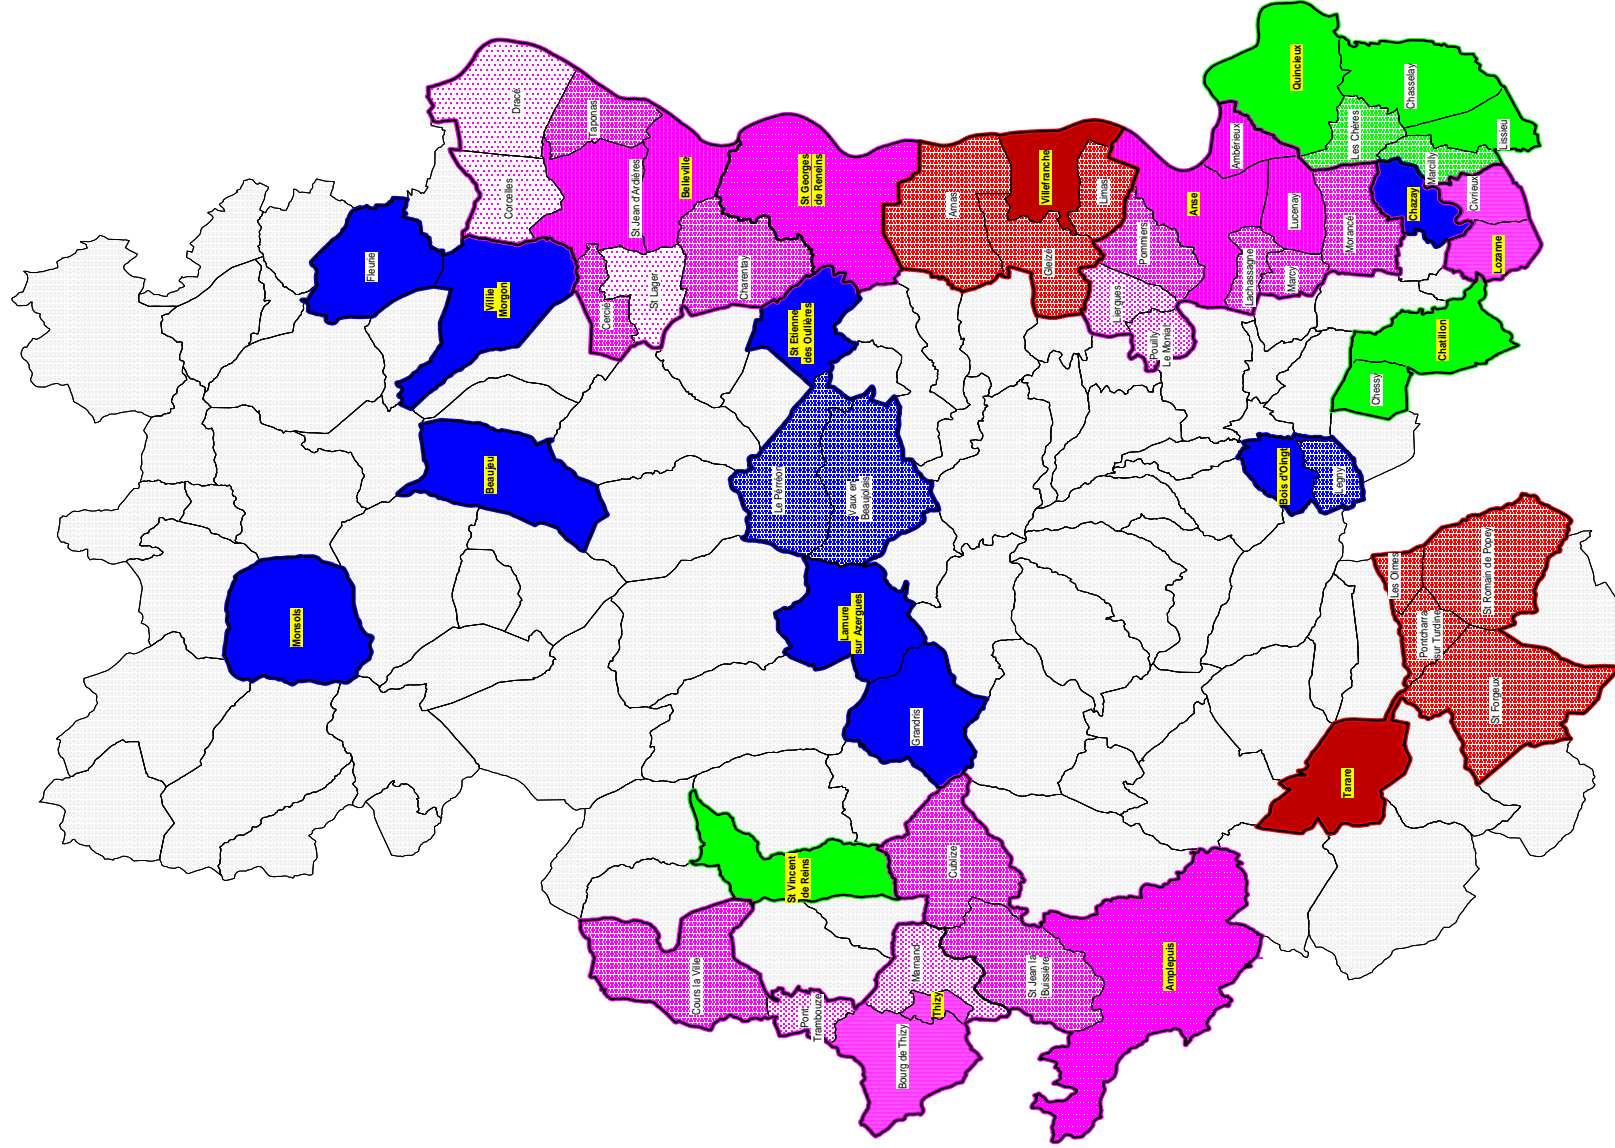 Monsois
Fleurie
Villié
Morgon
Beaujeu
Dracé
Corcelles
Taponas
St Jean d'Ardières
Belleville
Cercié
St Lager
Charentay
St Georges
de Reneins
St Etienne
des Oullières
Le Perréon
Vaux en
Beaujolais
Lamure
sur Azergues
Grandris
St Vincent
de Reins
Cours la Ville
Pont
Trambouze
Bourg de Thizy
Thizy
Marnand
Cublize
St Jean la
Buissière
Amplepuis
Arnas
Villefranche
Limas
Gleizé
Liergues
Pouilly
Le Monial
Pommiers
Anse
Ambérieux
Lucenay
Lachassagne
Marcy
Morancé
Quincieux
Les Chères
Chasselay
Marcilly
Lissieu
Chazay
Civrieux
Lozanne
Chatillon
Chessy
Bois d'Oingt
Legny
Les Olmes
Pontcharra
sur Turdine
St Romain de Popey
St Forgeux
Tarare